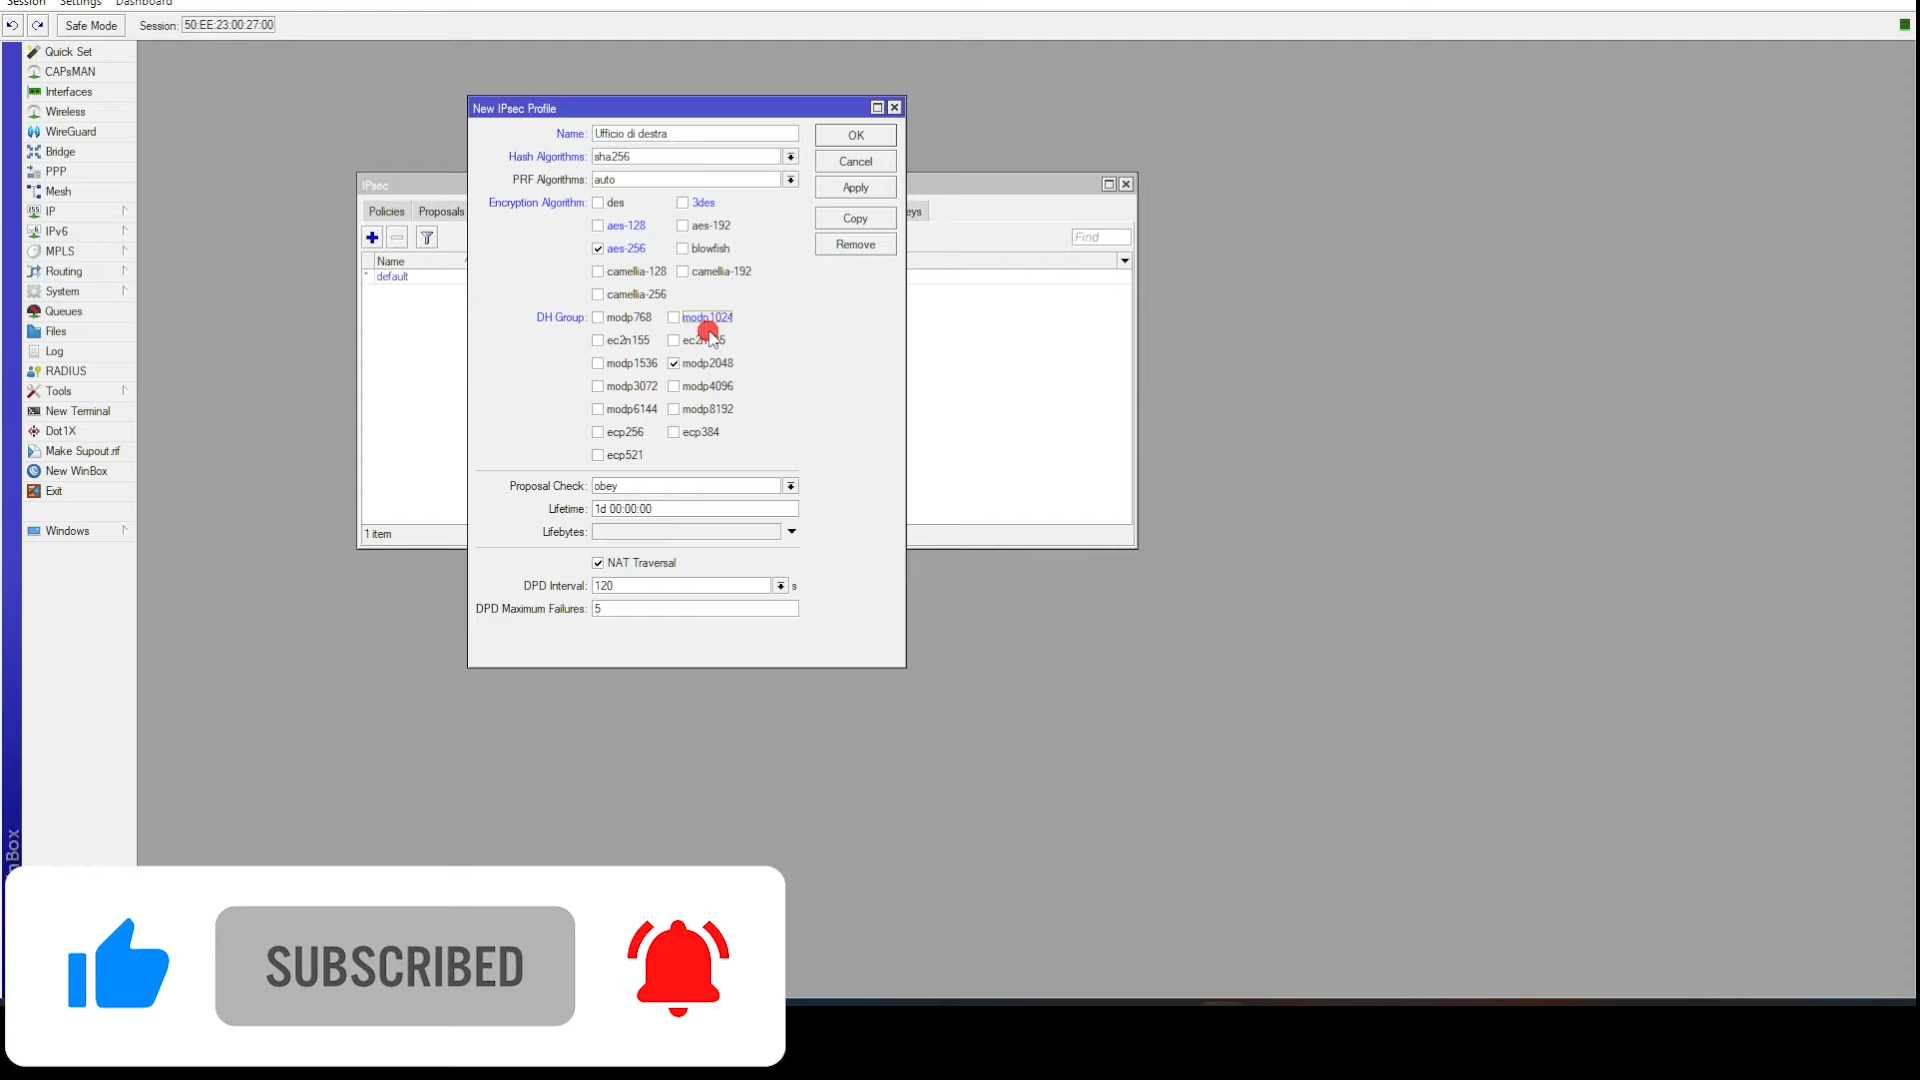 Session Settings Dashboard
Safe Mode Session: 50:EE:23:00:27:00
Quick Set
CAPsMAN
Interfaces
Wireless
WireGuard
Bridge
PPP
Mesh
IP
IPv6
MPLS
Routing
System
Queues
Files
Log
RADIUS
Tools
New Terminal
Dot1X
Make Supout.rif
New WinBox
Exit
Windows
IPsec
Policies Proposals
Find
Name
* default
1 item
New IPsec Profile
Name: Ufficio di destra
Hash Algorithms: sha256
PRF Algorithms: auto
Encryption Algorithm: des 3des
aes-128 aes-192
aes-256 blowfish
camellia-128 camellia-192
camellia-256
DH Group: modp768 modp1024
ec2n155
modp1536 modp2048
modp3072 modp4096
modp6144 modp8192
ecp256 ecp384
ecp521
Proposal Check: obey
Lifetime: 1d 00:00:00
Lifebytes:
NAT Traversal
DPD Interval: 120 s
DPD Maximum Failures: 5
OK
Cancel
Apply
Copy
Remove
SUBSCRIBED